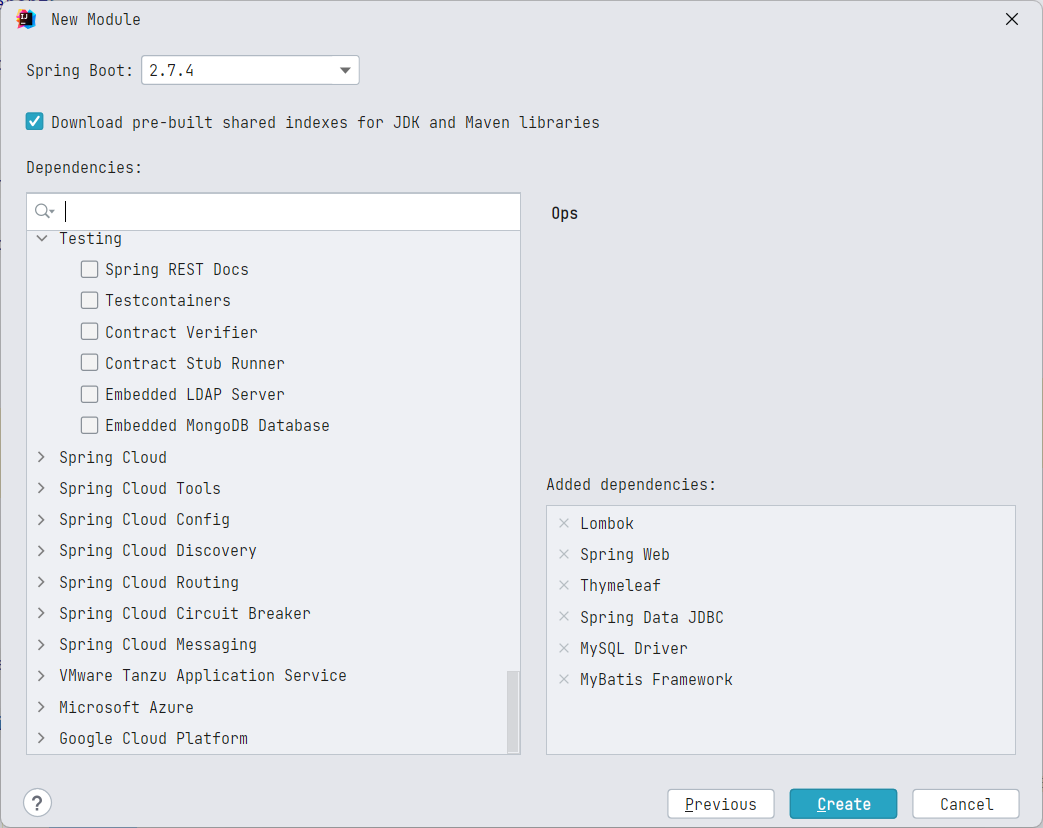 New Module
Spring Boot: 2.7.4
Download pre-built shared indexes for JDK and Maven libraries
Dependencies:
Testing
Spring REST Docs
Testcontainers
Contract Verifier
Contract Stub Runner
Embedded LDAP Server
Embedded MongoDB Database
Spring Cloud
Spring Cloud Tools
Spring Cloud Config
Spring Cloud Discovery
Spring Cloud Routing
Spring Cloud Circuit Breaker
Spring Cloud Messaging
VMware Tanzu Application Service
Microsoft Azure
Google Cloud Platform
Ops
Added dependencies:
Lombok
Spring Web
Thymeleaf
Spring Data JDBC
MySQL Driver
MyBatis Framework
?
Previous
Create
Cancel